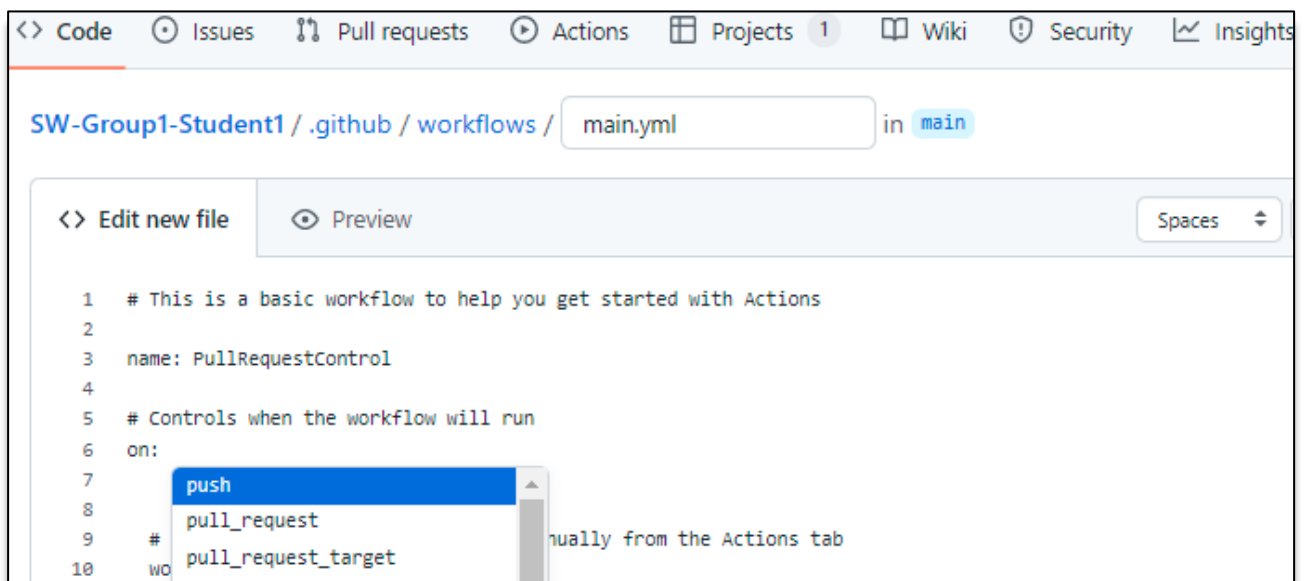 <> Code Issues Pull requests Actions Projects 1 Wiki Security Insights
SW-Group1-Student1 / .github / workflows / main.yml in main
<> Edit new file Preview Spaces
1 # This is a basic workflow to help you get started with Actions
2
3 name: PullRequestControl
4
5 # Controls when the workflow will run
6 on:
7
push
8
pull_request
9 # nually from the Actions tab
pull_request_target
10 wo